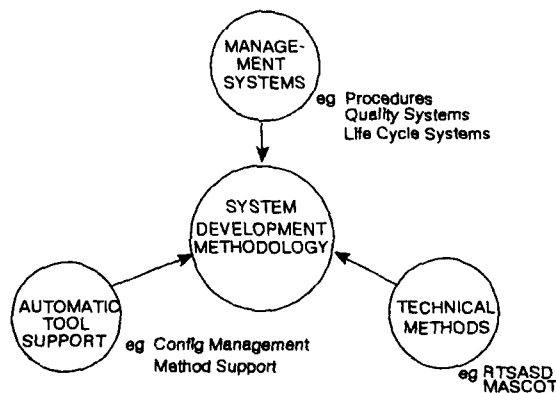 MANAGE-
MENT
SYSTEMS
eg Procedures
Quality Systems
Life Cycle Systems
SYSTEM
DEVELOPMENT
METHODOLOGY
AUTOMATIC
TOOL
SUPPORT
eg Config Management
Method Support
TECHNICAL
METHODS
eg RTSASD
MASCOT